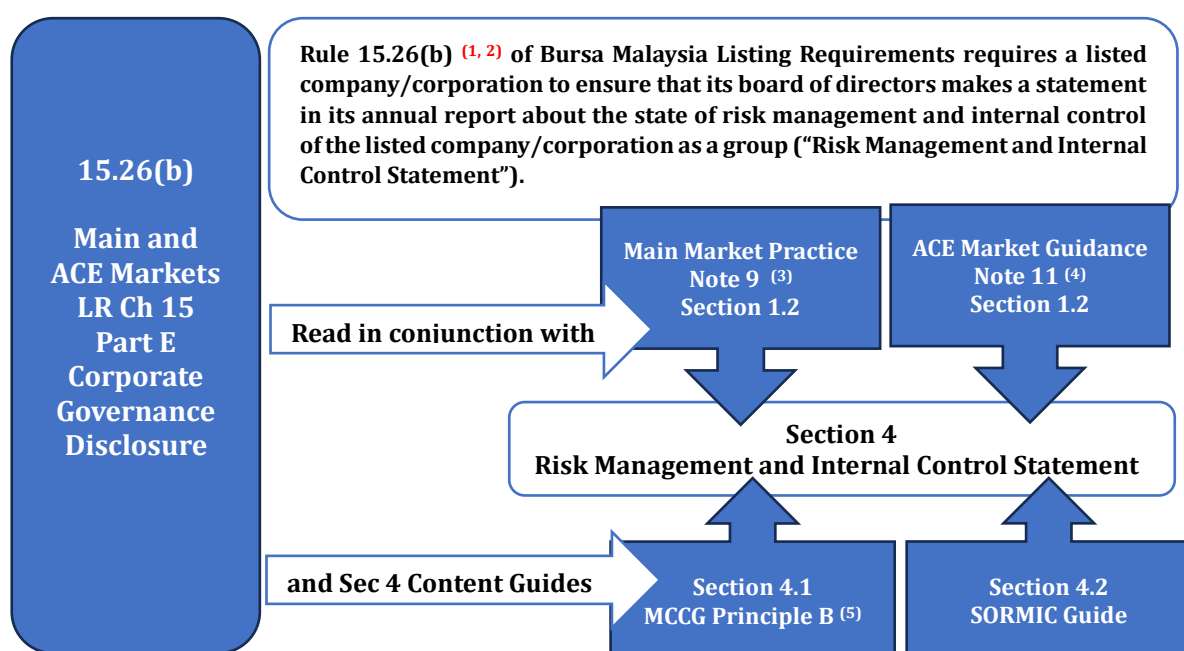 15.26(b)
Main and
ACE Markets
LR Ch 15
Part E
Corporate
Governance
Disclosure
Rule 15.26(b) (1, 2) of Bursa Malaysia Listing Requirements requires a listed
company/corporation to ensure that its board of directors makes a statement
in its annual report about the state of risk management and internal control
of the listed company/corporation as a group (“Risk Management and Internal
Control Statement”).
Main Market Practice
Note 9 (3)
Section 1.2
ACE Market Guidance
Note 11 (4)
Section 1.2
Read in conjunction with
Section 4
Risk Management and Internal Control Statement
and Sec 4 Content Guides
Section 4.1
MCCG Principle B (5)
Section 4.2
SORMIC Guide